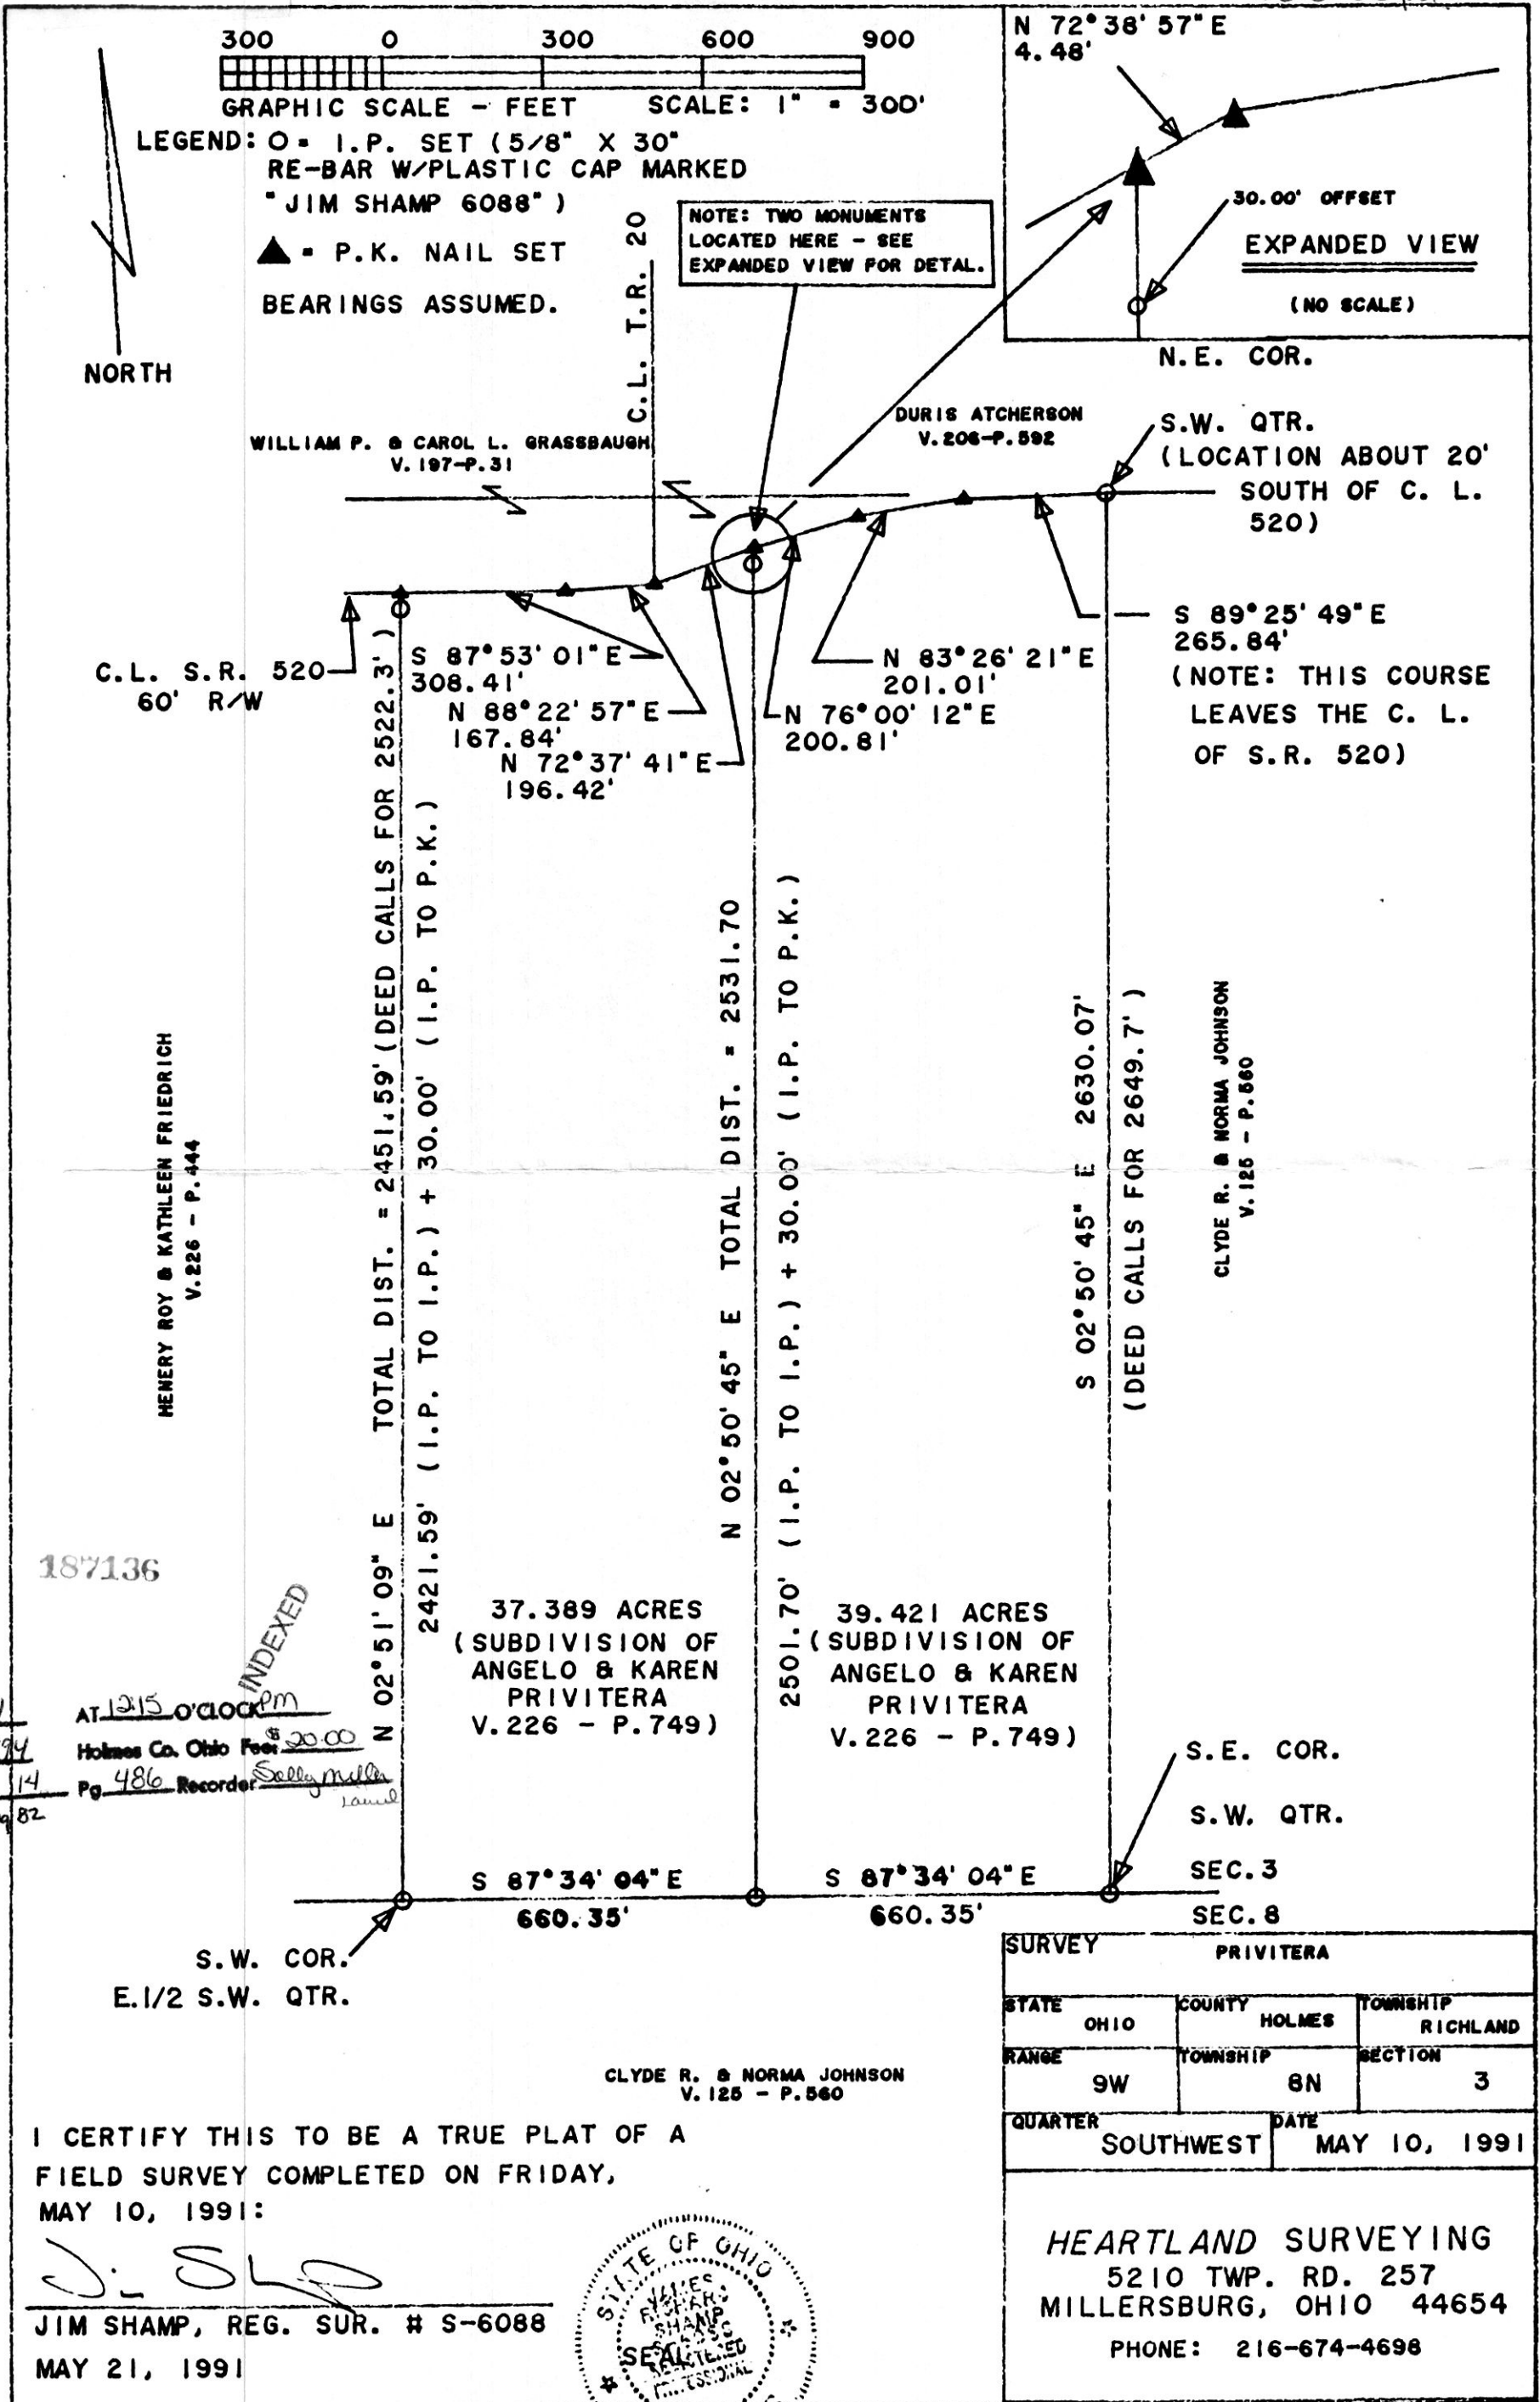 300 0 300 600 900
GRAPHIC SCALE - FEET SCALE: 1" = 300'
LEGEND: O = I.P. SET (5/8" X 30"
RE-BAR W/PLASTIC CAP MARKED
"JIM SHAMP 6088")
▲ = P.K. NAIL SET
BEARINGS ASSUMED.
NORTH
C.L. T.R. 20
NOTE: TWO MONUMENTS
LOCATED HERE - SEE
EXPANDED VIEW FOR DETAL.
N 72°38'57"E
4.48'
30.00' OFFSET
EXPANDED VIEW
(NO SCALE)
N.E. COR.
S.W. QTR.
(LOCATION ABOUT 20'
SOUTH OF C. L.
520)
WILLIAM P. & CAROL L. GRASSBAUGH
V. 197-P.31
DURIS ATCHERSON
V.206-P.592
C.L. S.R. 520
60' R/W
S 87°53'01"E
308.41'
N 88°22'57"E
167.84'
N 72°37'41"E
196.42'
N 76°00'12"E
200.81'
N 83°26'21"E
201.01'
S 89°25'49"E
265.84'
(NOTE: THIS COURSE
LEAVES THE C. L.
OF S.R. 520)
HENERY ROY & KATHLEEN FRIEDRICH
V.226 - P.444
N 02°51'09" E TOTAL DIST. = 2451.59' (DEED CALLS FOR 2522.3')
2421.59' (I.P. TO I.P.) + 30.00' (I.P. TO P.K.)
N 02°50'45" E TOTAL DIST. = 2531.70
2501.70' (I.P. TO I.P.) + 30.00' (I.P. TO P.K.)
S 02°50'45" E 2630.07'
(DEED CALLS FOR 2649.7')
CLYDE R. & NORMA JOHNSON
V. 125 - P.560
187136
INDEXED
AT 12:15 O'CLOCK PM
94 Holmes Co. Ohio Fee: $20.00
14 Pg 486 Recorder Sally Miller
82
37.389 ACRES
(SUBDIVISION OF
ANGELO & KAREN
PRIVITERA
V.226 - P.749)
39.421 ACRES
(SUBDIVISION OF
ANGELO & KAREN
PRIVITERA
V.226 - P.749)
S 87°34'04"E
660.35'
S 87°34'04"E
660.35'
S.E. COR.
S.W. QTR.
SEC.3
SEC.8
S.W. COR.
E.1/2 S.W. QTR.
CLYDE R. & NORMA JOHNSON
V. 125 - P.560
SURVEY PRIVITERA
STATE OHIO COUNTY HOLMES TOWNSHIP RICHLAND
RANGE 9W TOWNSHIP 8N SECTION 3
QUARTER SOUTHWEST DATE MAY 10, 1991
HEARTLAND SURVEYING
5210 TWP. RD. 257
MILLERSBURG, OHIO 44654
PHONE: 216-674-4698
I CERTIFY THIS TO BE A TRUE PLAT OF A
FIELD SURVEY COMPLETED ON FRIDAY,
MAY 10, 1991:
JIM SHAMP, REG. SUR. # S-6088
MAY 21, 1991
STATE OF OHIO
JAMES
RICHARD
SHAMP
SEAL
REGISTERED
PROFESSIONAL